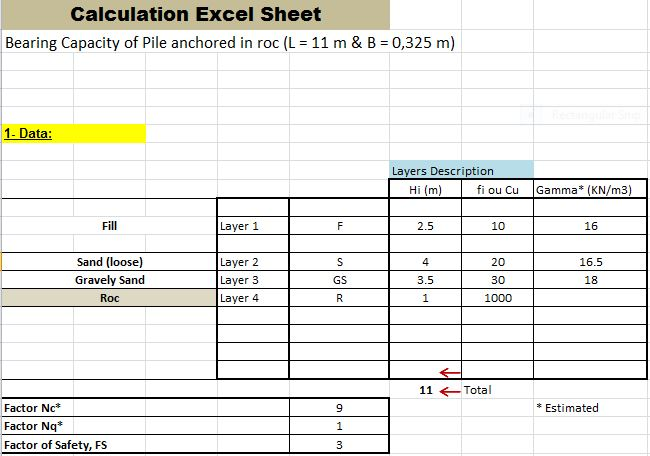 Calculation Excel Sheet
Bearing Capacity of Pile anchored in roc (L = 11 m & B = 0,325 m)
Rectangular Snip
1- Data:
Layers Description
Hi (m) fi ou Cu Gamma* (KN/m3)
Fill Layer 1 F 2.5 10 16
Sand (loose) Layer 2 S 4 20 16.5
Gravely Sand Layer 3 GS 3.5 30 18
Roc Layer 4 R 1 1000
11 Total
Factor Nc* 9 * Estimated
Factor Nq* 1
Factor of Safety, FS 3